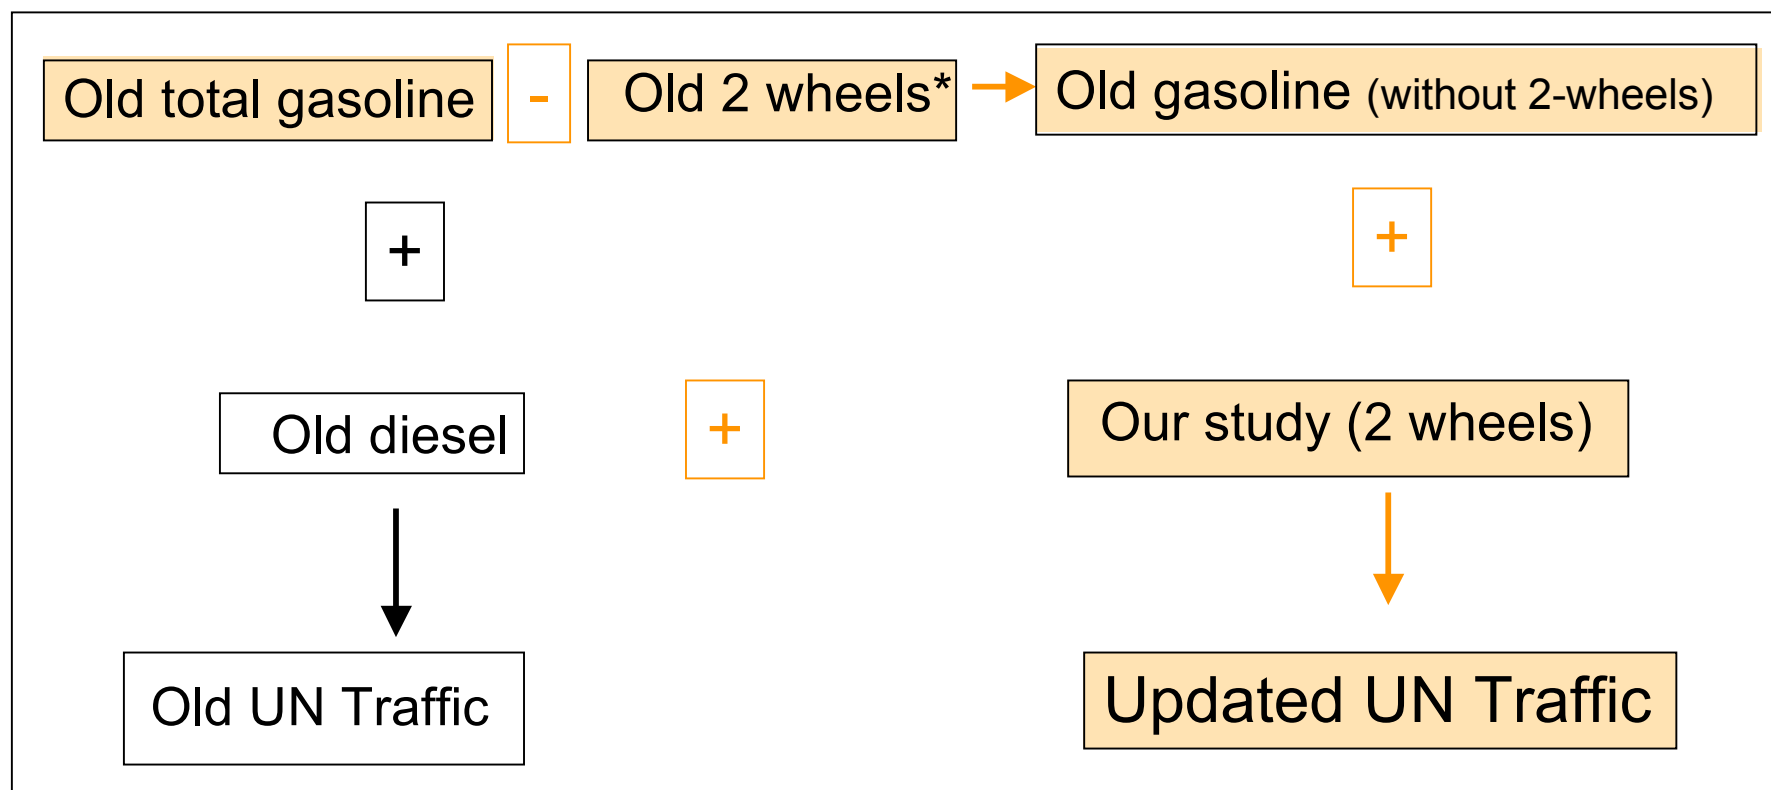 Old total gasoline - Old 2 wheels* Old gasoline (without 2-wheels)
+ +
Old diesel + Our study (2 wheels)
Old UN Traffic Updated UN Traffic